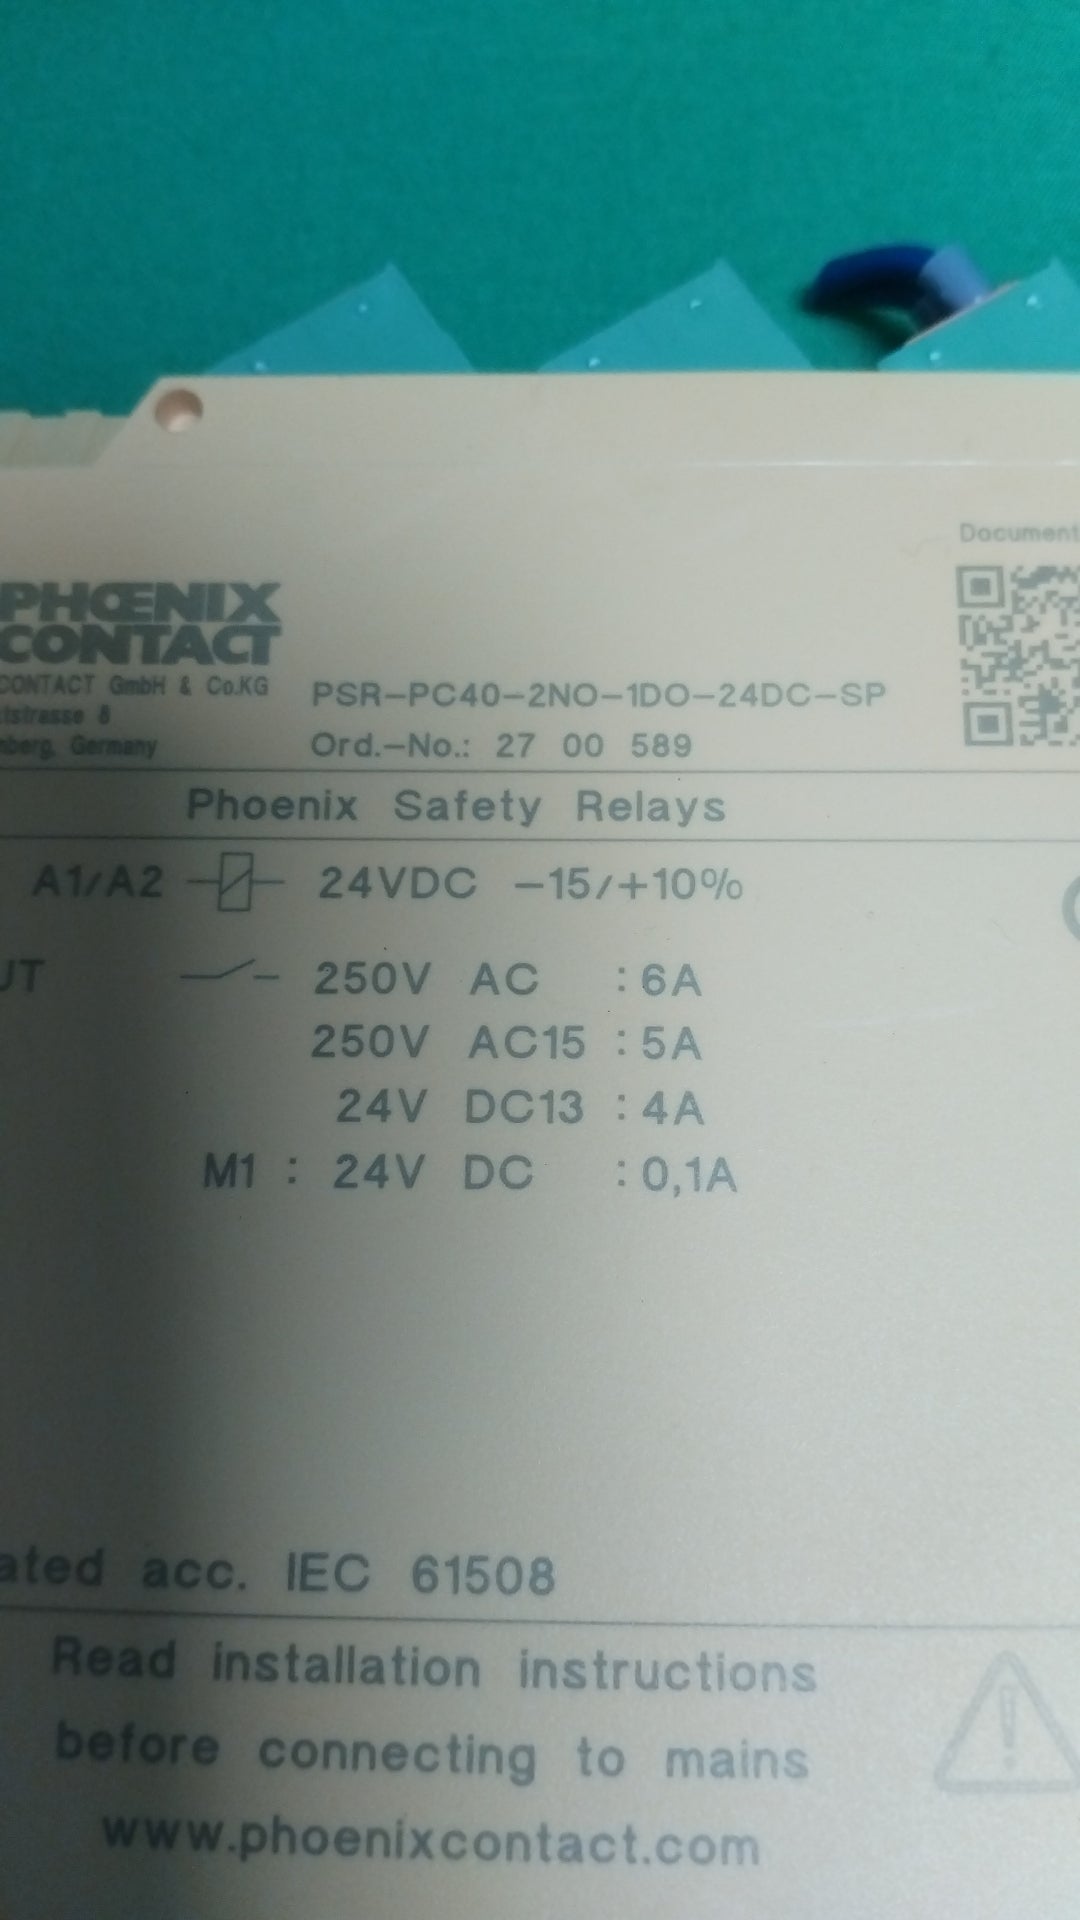 Document
PHOENIX
CONTACT
CONTACT GmbH & Co.KG
PSR-PC40-2NO-1DO-24DC-SP
Ord.-No.: 27 00 589
Germany
Phoenix Safety Relays
A1/A2 24VDC -15/+10%
250V AC : 6A
250V AC15 : 5A
24V DC13 : 4A
M1 : 24V DC : 0,1A
acc. IEC 61508
Read installation instructions
before connecting to mains
www.phoenixcontact.com